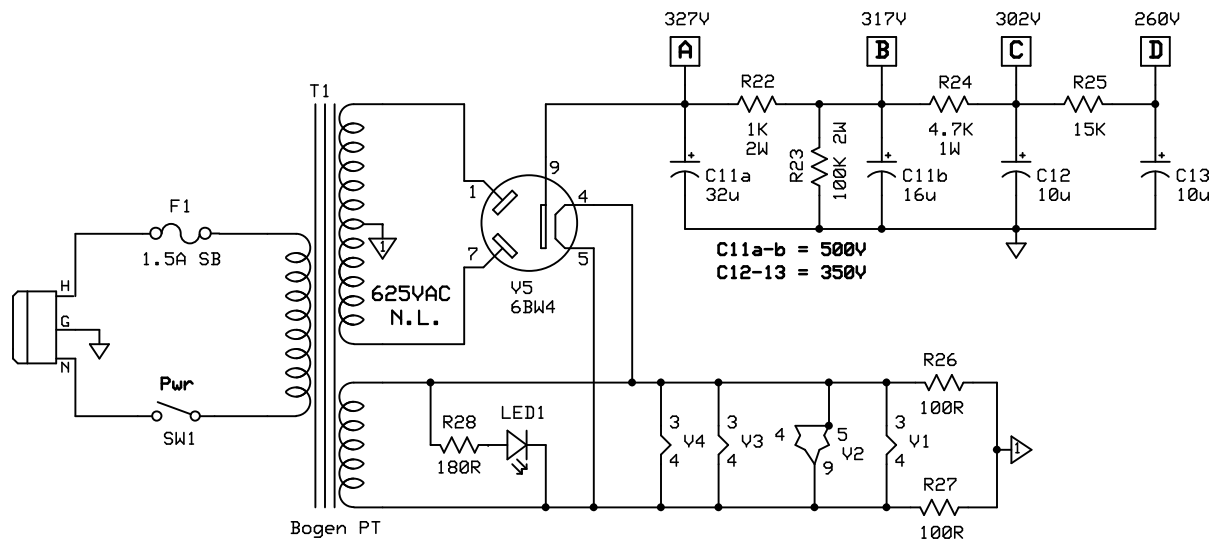 327V
317V
302V
260V
A
B
C
D
T1
R22
1K
2W
R23
100K 2W
R24
4.7K
1W
R25
15K
C11a
32u
C11b
16u
C12
10u
C13
10u
C11a-b = 500V
C12-13 = 350V
9
1
4
7
5
V5
6BW4
1
625VAC
N.L.
F1
1.5A SB
H
G
N
Pwr
SW1
Bogen PT
R28
180R
LED1
3
V4
4
3
V3
4
4
5
V2
9
3
V1
4
R26
100R
R27
100R
1